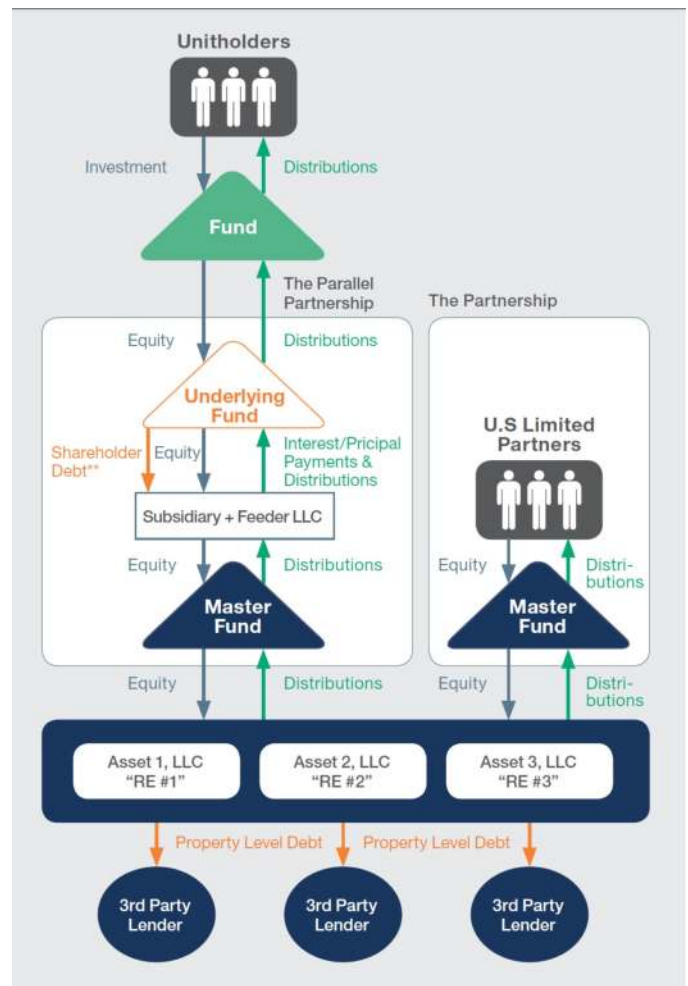 Unitholders
Investment
Distributions
Fund
The Parallel
Partnership
The Partnership
Equity
Distributions
Underlying
Fund
Shareholder
Debt**
Equity
Interest/Pricipal
Payments &
Distributions
U.S Limited
Partners
Subsidiary + Feeder LLC
Equity
Distributions
Equity
Distri-
butions
Master
Fund
Master
Fund
Equity
Distributions
Equity
Distri-
butions
Asset 1, LLC
“RE #1”
Asset 2, LLC
“RE #2”
Asset 3, LLC
“RE #3”
Property Level Debt
Property Level Debt
3rd Party
Lender
3rd Party
Lender
3rd Party
Lender